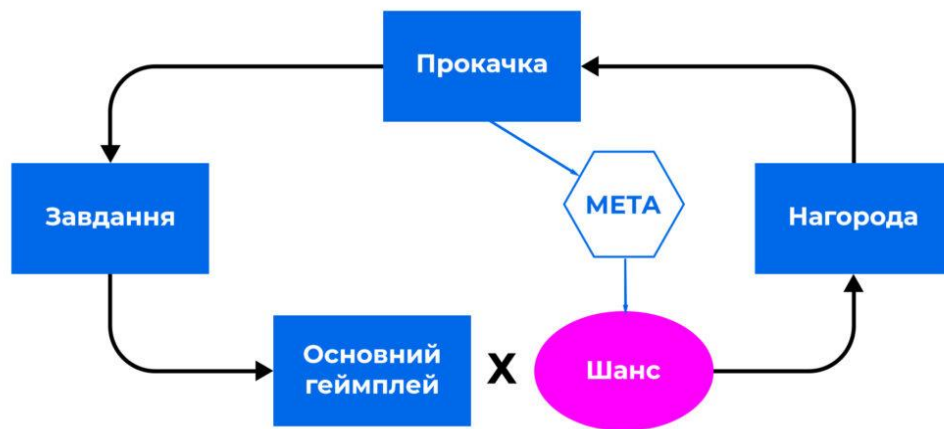 Прокачка
Завдання
МЕТА
Нагорода
Основний
геймплей
X
Шанс